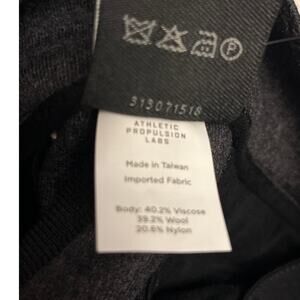 313071518
ATHLETIC
PROPULSION
LABS
Made in Taiwan
Imported Fabric
Body: 40.2% Viscose
39.2% Wool
20.6% Nylon